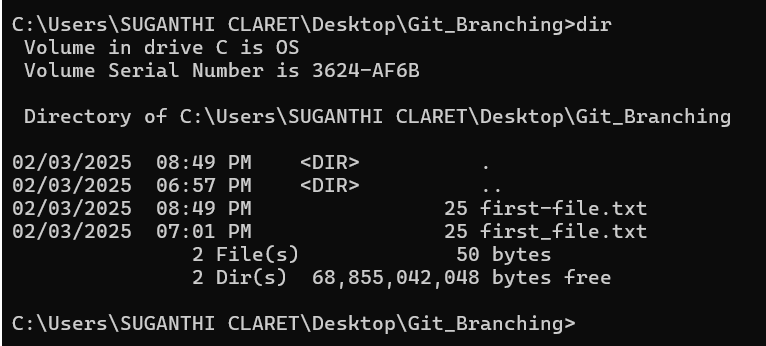 C:\Users\SUGANTHI CLARET\Desktop\Git_Branching>dir
 Volume in drive C is OS
 Volume Serial Number is 3624-AF6B

 Directory of C:\Users\SUGANTHI CLARET\Desktop\Git_Branching

02/03/2025  08:49 PM    <DIR>          .
02/03/2025  06:57 PM    <DIR>          ..
02/03/2025  08:49 PM                25 first-file.txt
02/03/2025  07:01 PM                25 first_file.txt
               2 File(s)             50 bytes
               2 Dir(s)  68,855,042,048 bytes free

C:\Users\SUGANTHI CLARET\Desktop\Git_Branching>